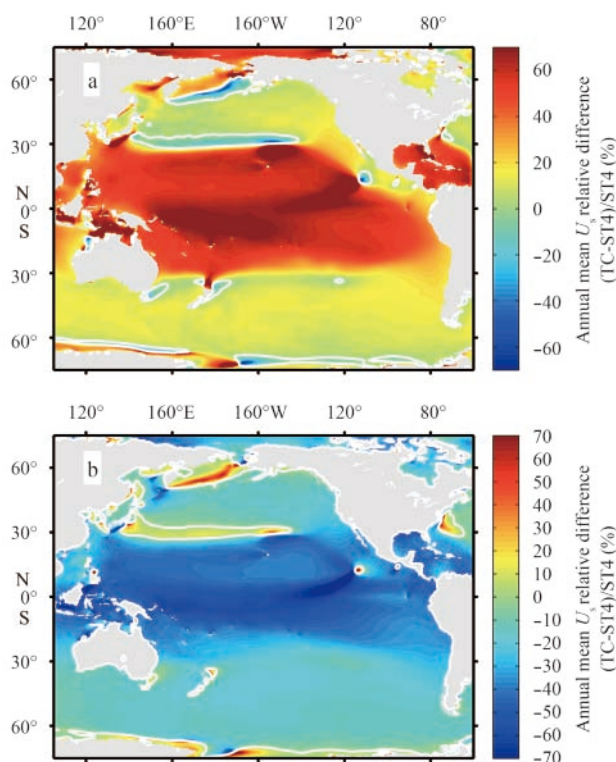 120° 160°E 160°W 120° 80°
a
60°
30°
N
0°
S
30°
60°
60
40
20
0
−20
−40
−60
Annual mean Us relative difference
(TC-ST4)/ST4 (%)
120° 160°E 160°W 120° 80°
b
60°
30°
N
0°
S
30°
60°
70
60
50
40
30
20
10
0
−10
−20
−30
−40
−50
−60
−70
Annual mean Us relative difference
(TC-ST4)/ST4 (%)